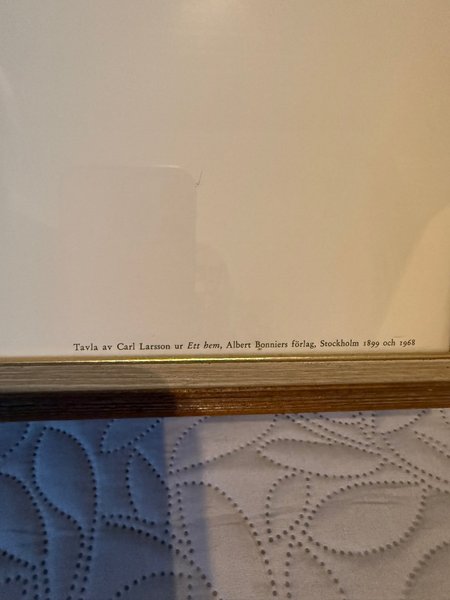 Tavla av Carl Larsson ur Ett hem, Albert Bonniers förlag, Stockholm 1899 och 1968